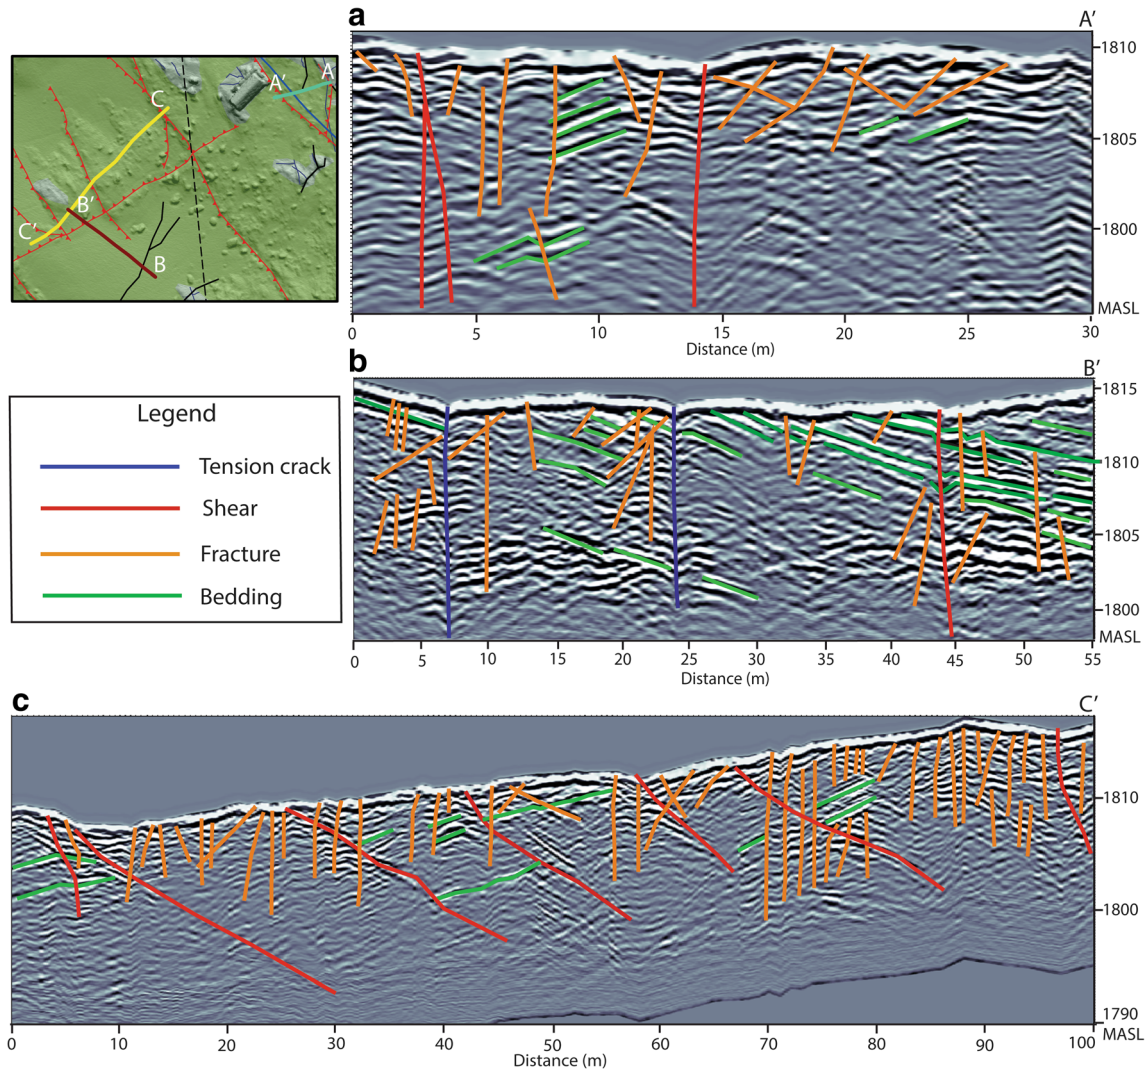 a
A'
1810
1805
1800
MASL
0 5 10 15 20 25 30
Distance (m)
C
A'
A
B'
C'
B
b
B'
1815
1810
1805
1800
MASL
0 5 10 15 20 25 30 35 40 45 50 55
Distance (m)
Legend
Tension crack
Shear
Fracture
Bedding
c
C'
1810
1800
1790
MASL
0 10 20 30 40 50 60 70 80 90 100
Distance (m)